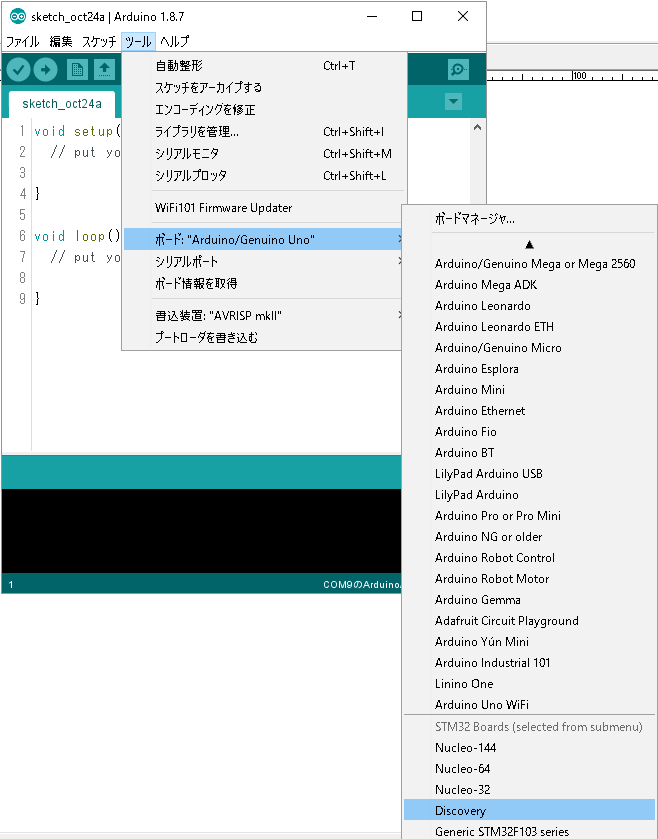 sketch_oct24a | Arduino 1.8.7
ファイル 編集 スケッチ ツール ヘルプ
sketch_oct24a
1 void setup(
2 // put yo
3
4 }
5
6 void loop()
7 // put yo
8
9 }
自動整形 Ctrl+T
スケッチをアーカイブする
エンコーディングを修正
ライブラリを管理... Ctrl+Shift+I
シリアルモニタ Ctrl+Shift+M
シリアルプロッタ Ctrl+Shift+L
WiFi101 Firmware Updater
ボード: "Arduino/Genuino Uno"
シリアルポート
ボード情報を取得
書込装置: "AVRISP mkII"
ブートローダを書き込む
100
ボードマネージャ...
Arduino/Genuino Mega or Mega 2560
Arduino Mega ADK
Arduino Leonardo
Arduino Leonardo ETH
Arduino/Genuino Micro
Arduino Esplora
Arduino Mini
Arduino Ethernet
Arduino Fio
Arduino BT
LilyPad Arduino USB
LilyPad Arduino
Arduino Pro or Pro Mini
Arduino NG or older
Arduino Robot Control
Arduino Robot Motor
Arduino Gemma
Adafruit Circuit Playground
Arduino Yún Mini
Arduino Industrial 101
Linino One
Arduino Uno WiFi
STM32 Boards (selected from submenu)
Nucleo-144
Nucleo-64
Nucleo-32
Discovery
Generic STM32F103 series
1 COM9のArduino/